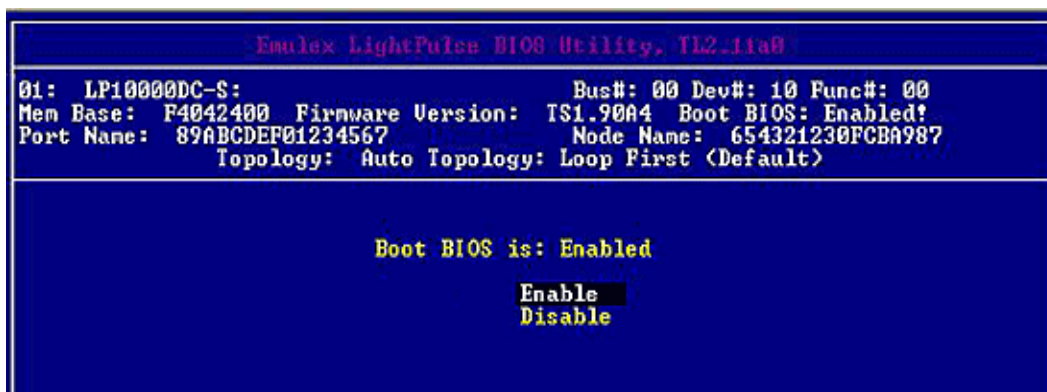 Emulex LightPulse BIOS Utility, TL2.11a0
01: LP10000DC-S: Bus#: 00 Dev#: 10 Func#: 00
Mem Base: F4042400 Firmware Version: TS1.90A4 Boot BIOS: Enabled!
Port Name: 89ABCDEF01234567 Node Name: 654321230FCBA987
Topology: Auto Topology: Loop First (Default)
Boot BIOS is: Enabled
Enable
Disable